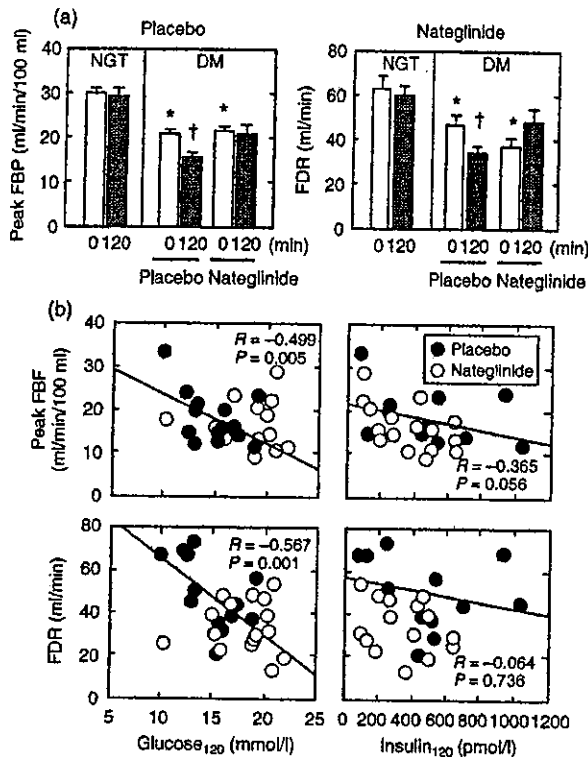 (a)
Placebo
Nateglinide
Peak FBP (ml/min/100 ml)
40
30
20
10
0
NGT
DM
*
†
*
0 120
0 120
0 120
(min)
Placebo Nateglinide
FDR (ml/min)
80
60
40
20
0
NGT
DM
*
†
*
0 120
0 120
0 120
(min)
Placebo Nateglinide
(b)
Peak FBF
(ml/min/100 ml)
40
30
20
10
0
R = −0.499
P = 0.005
Placebo
Nateglinide
R = −0.365
P = 0.056
FDR (ml/min)
80
60
40
20
0
R = −0.567
P = 0.001
R = −0.064
P = 0.736
5 10 15 20 25
Glucose120 (mmol/l)
0 200 400 600 800 1000 1200
Insulin120 (pmol/l)